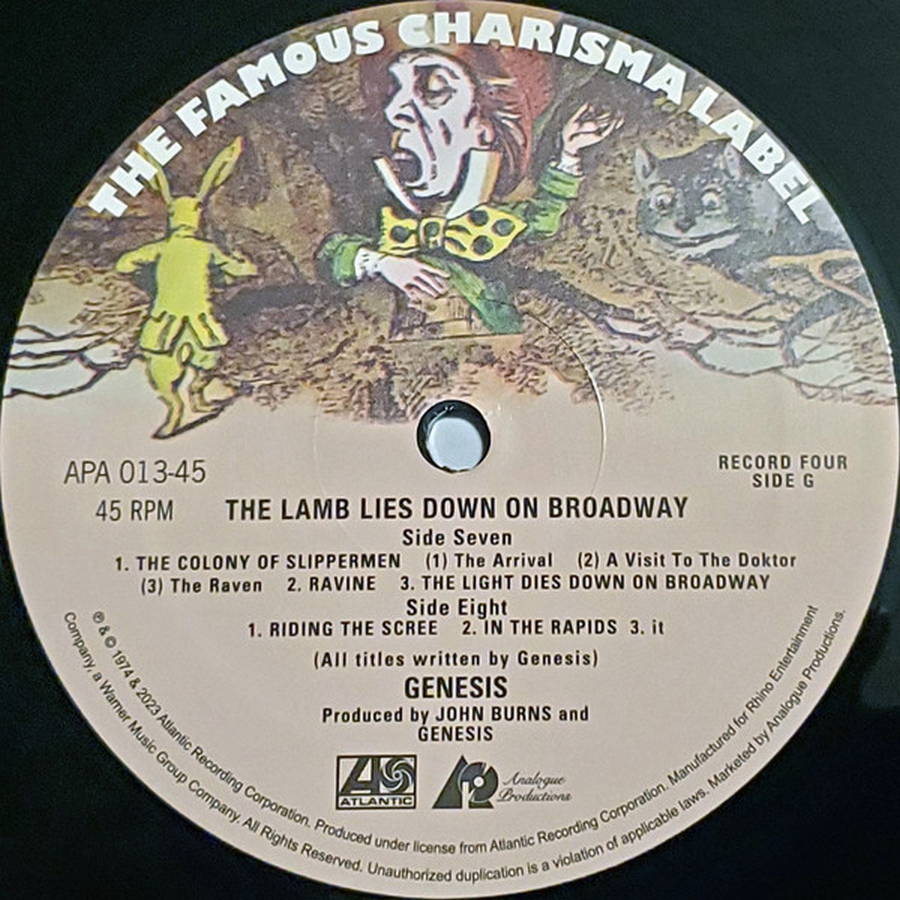 THE FAMOUS CHARISMA LABEL
APA 013-45
RECORD FOUR
SIDE G
45 RPM
THE LAMB LIES DOWN ON BROADWAY
Side Seven
1. THE COLONY OF SLIPPERMEN (1) The Arrival (2) A Visit To The Doktor
(3) The Raven 2. RAVINE 3. THE LIGHT DIES DOWN ON BROADWAY
Side Eight
1. RIDING THE SCREE 2. IN THE RAPIDS 3. it
(All titles written by Genesis)
GENESIS
Produced by JOHN BURNS and
GENESIS
ATLANTIC
Analogue
Productions
℗ & © 1974 & 2023 Atlantic Recording Corporation. Produced under license from Atlantic Recording Corporation. Manufactured for Rhino Entertainment
Company, a Warner Music Group Company. All Rights Reserved. Unauthorized duplication is a violation of applicable laws. Marketed by Analogue Productions.